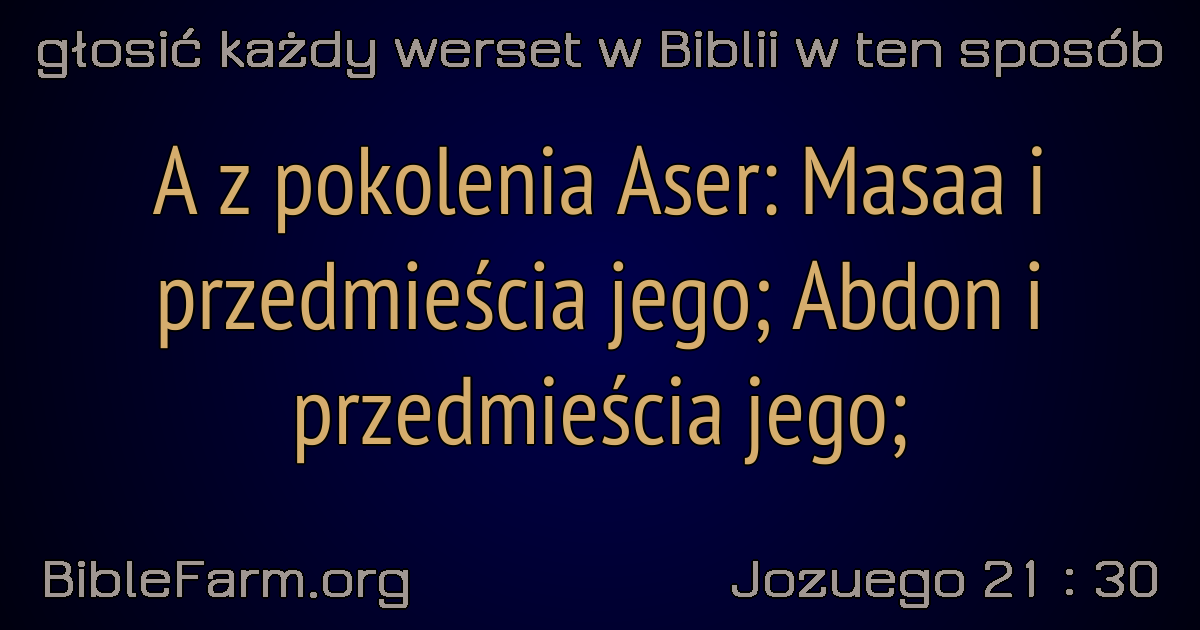 głosić każdy werset w Biblii w ten sposób
A z pokolenia Aser: Masaa i
przedmieścia jego; Abdon i
przedmieścia jego;
BibleFarm.org
Jozuego 21 : 30